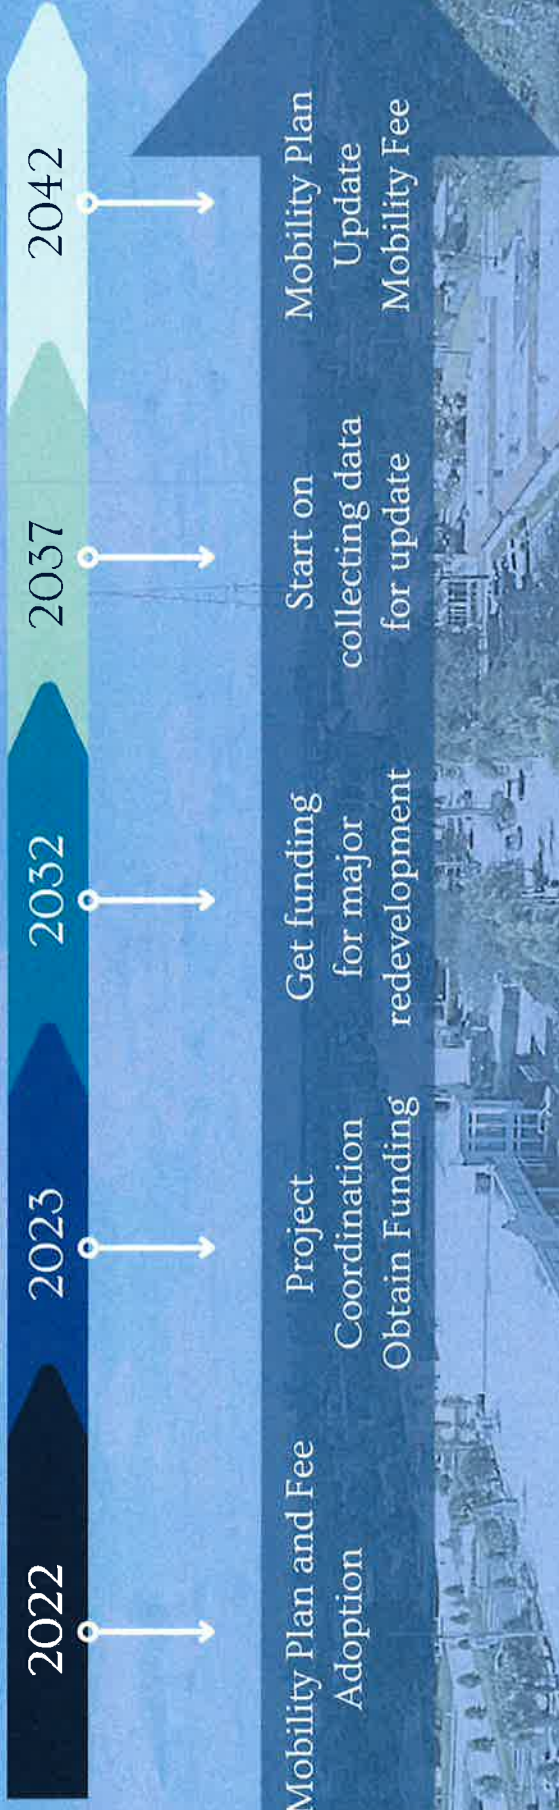 2022
2023
2032
2037
2042
Mobility Plan and Fee
Adoption
Project
Coordination
Obtain Funding
Get funding
for major
redevelopment
Start on
collecting data
for update
Mobility Plan
Update
Mobility Fee